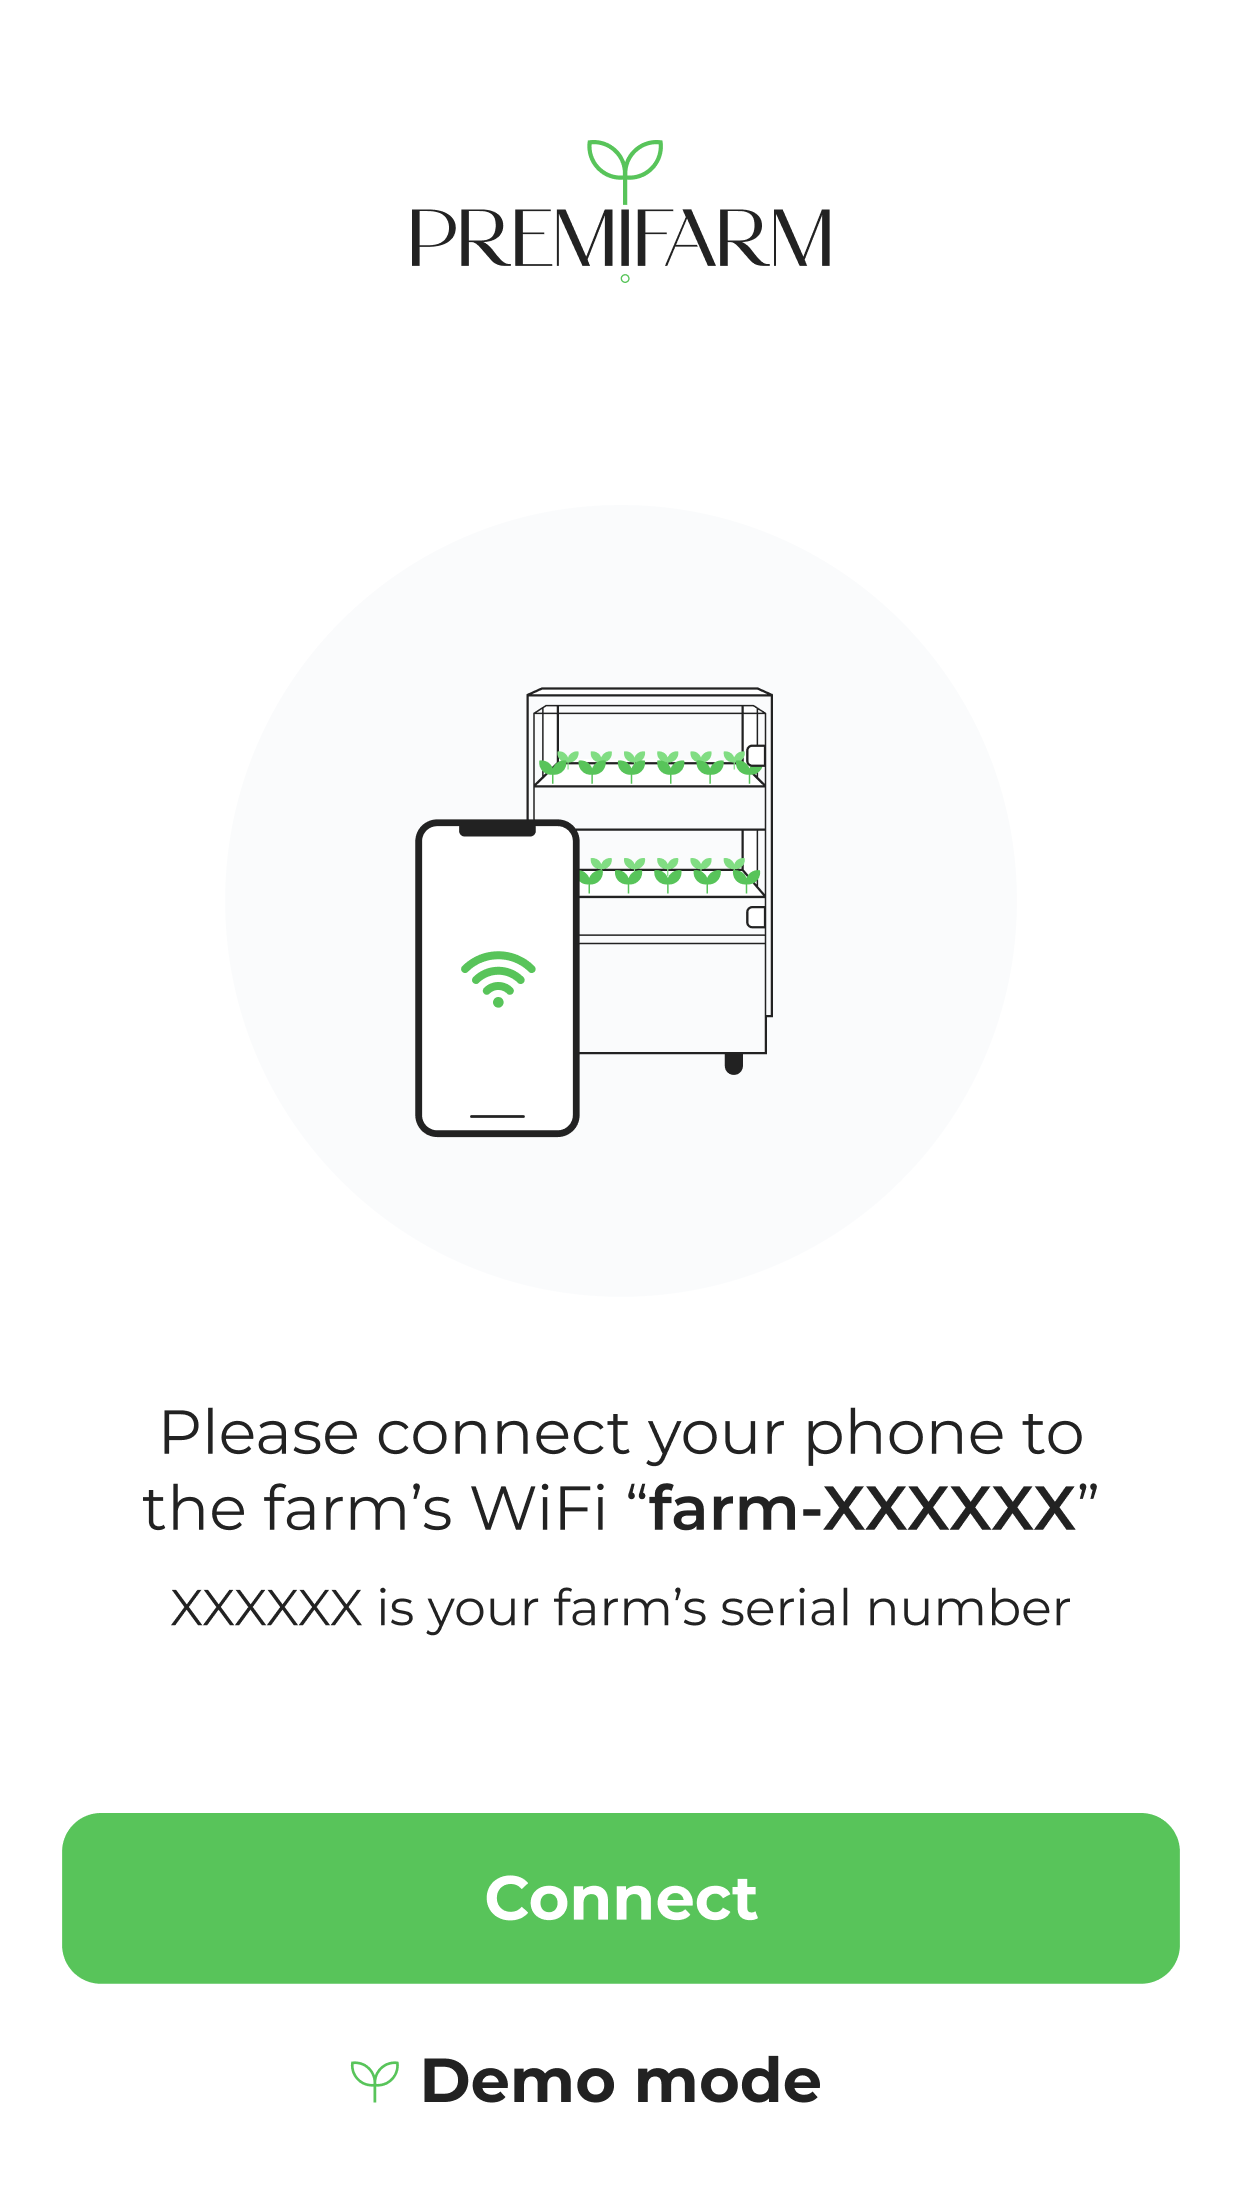 PREMIFARM
Please connect your phone to
the farm’s WiFi “farm-XXXXXX”
XXXXXX is your farm’s serial number
Connect
Demo mode